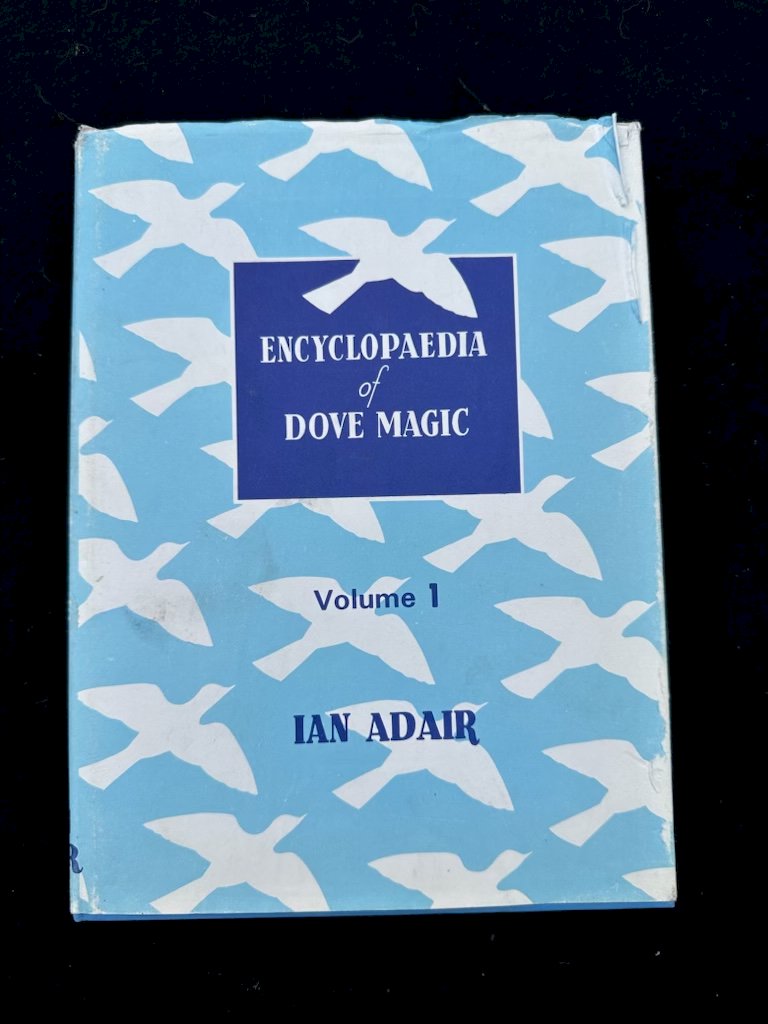 ENCYCLOPAEDIA
of
DOVE MAGIC
Volume 1
IAN ADAIR
R